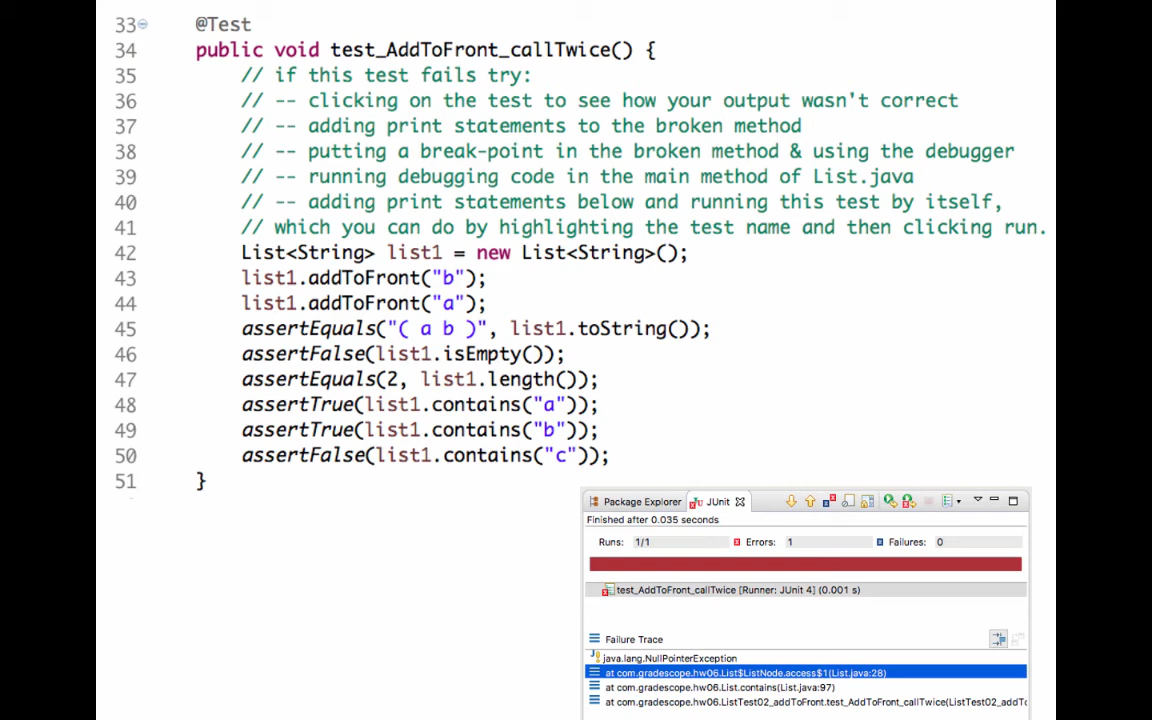 33 @Test
34 public void test_AddToFront_callTwice() {
35 // if this test fails try:
36 // -- clicking on the test to see how your output wasn't correct
37 // -- adding print statements to the broken method
38 // -- putting a break-point in the broken method & using the debugger
39 // -- running debugging code in the main method of List.java
40 // -- adding print statements below and running this test by itself,
41 // which you can do by highlighting the test name and then clicking run.
42 List<String> list1 = new List<String>();
43 list1.addToFront("b");
44 list1.addToFront("a");
45 assertEquals("( a b )", list1.toString());
46 assertFalse(list1.isEmpty());
47 assertEquals(2, list1.length());
48 assertTrue(list1.contains("a"));
49 assertTrue(list1.contains("b"));
50 assertFalse(list1.contains("c"));
51 }
Package Explorer JUnit
Finished after 0.035 seconds
Runs: 1/1 Errors: 1 Failures: 0
test_AddToFront_callTwice [Runner: JUnit 4] (0.001 s)
Failure Trace
java.lang.NullPointerException
at com.gradescope.hw06.List$ListNode.access$1(List.java:28)
at com.gradescope.hw06.List.contains(List.java:97)
at com.gradescope.hw06.ListTest02_addToFront.test_AddToFront_callTwice(ListTest02_addTo